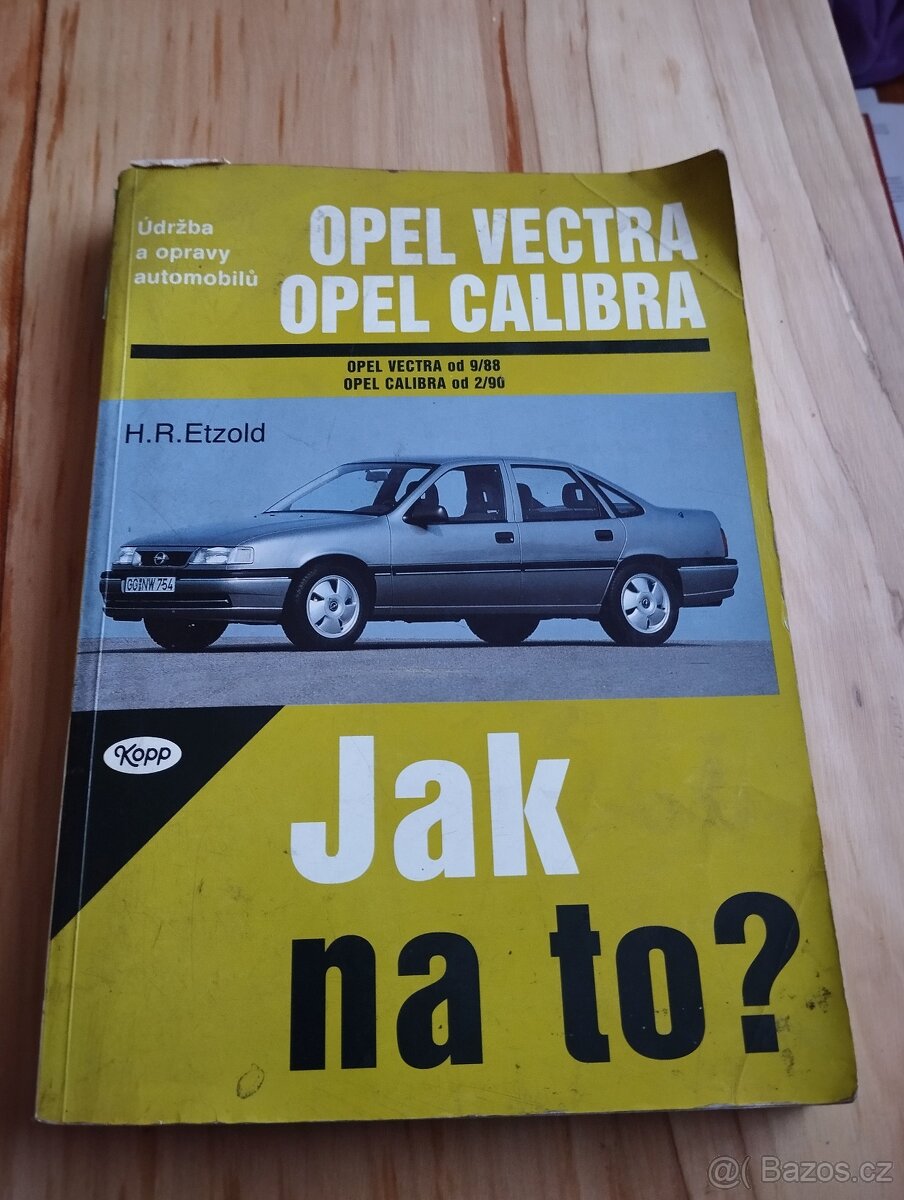 Údržba
a opravy
automobilů
OPEL VECTRA
OPEL CALIBRA
OPEL VECTRA od 9/88
OPEL CALIBRA od 2/90
H.R.Etzold
GG NW 754
Kopp
Jak
na to?
@( Bazos.cz